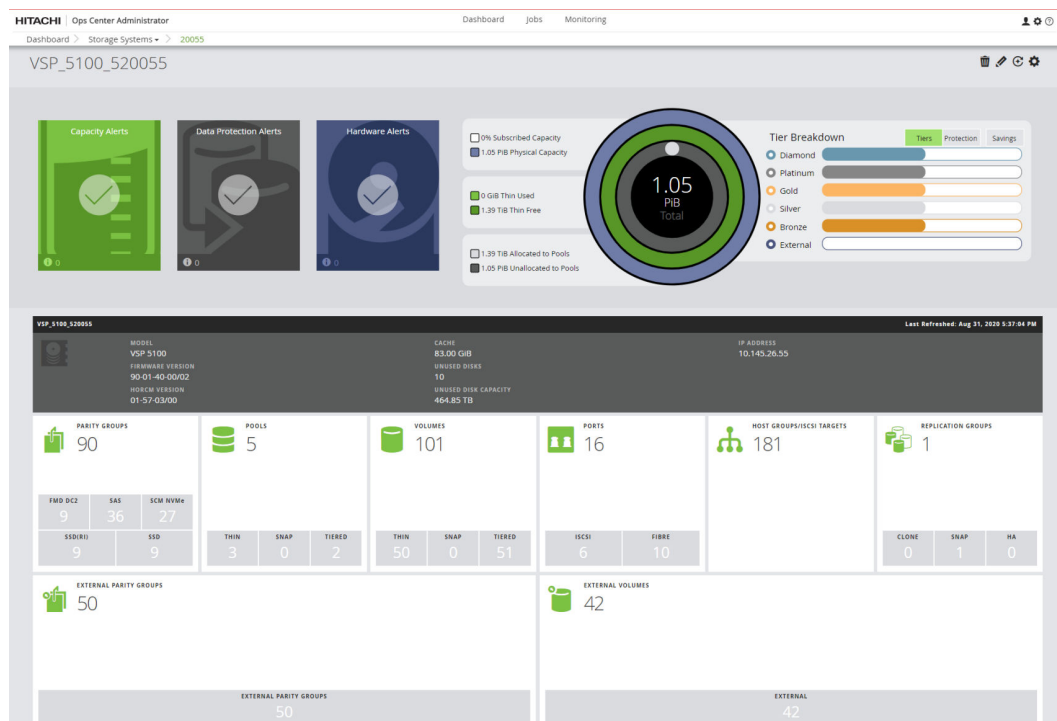 HITACHI Ops Center Administrator
Dashboard Jobs Monitoring
Dashboard > Storage Systems > 20055
VSP_5100_520055
Capacity Alerts
0
Data Protection Alerts
0
Hardware Alerts
0
0% Subscribed Capacity
1.05 PiB Physical Capacity
0 GiB Thin Used
1.39 TiB Thin Free
1.39 TiB Allocated to Pools
1.05 PiB Unallocated to Pools
1.05
PiB
Total
Tier Breakdown
Tiers Protection Savings
Diamond
Platinum
Gold
Silver
Bronze
External
VSP_5100_520055
Last Refreshed: Aug 31, 2020 5:37:04 PM
MODEL
VSP 5100
FIRMWARE VERSION
90-01-40-00/02
HORCM VERSION
01-57-03/00
CACHE
83.00 GiB
UNUSED DISKS
10
UNUSED DISK CAPACITY
464.85 TB
IP ADDRESS
10.145.26.55
PARITY GROUPS
90
FMD DC2 SAS SCM NVMe
9 36 27
SSD(RI) SSD
9 9
POOLS
5
THIN SNAP TIERED
3 0 2
VOLUMES
101
THIN SNAP TIERED
50 0 51
PORTS
16
ISCSI FIBRE
6 10
HOST GROUPS/ISCSI TARGETS
181
REPLICATION GROUPS
1
CLONE SNAP HA
0 1 0
EXTERNAL PARITY GROUPS
50
EXTERNAL PARITY GROUPS
50
EXTERNAL VOLUMES
42
EXTERNAL
42